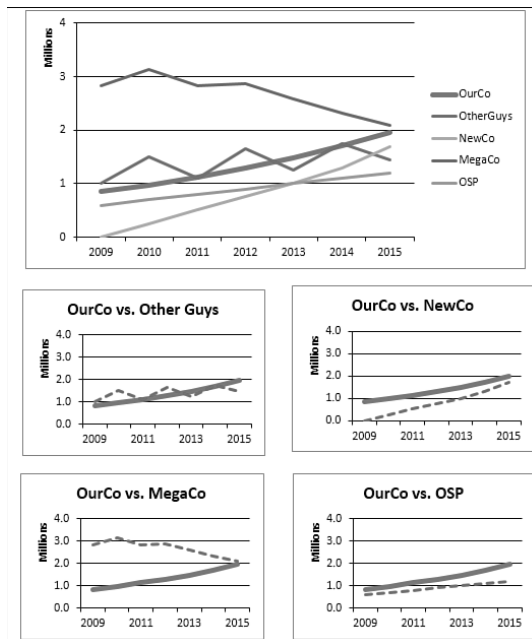 4
Millions
3
2
1
0
2009 2010 2011 2012 2013 2014 2015
OurCo
OtherGuys
NewCo
MegaCo
OSP
OurCo vs. Other Guys
Millions
4.0
3.0
2.0
1.0
0.0
2009 2011 2013 2015
OurCo vs. NewCo
Millions
4.0
3.0
2.0
1.0
0.0
2009 2011 2013 2015
OurCo vs. MegaCo
Millions
4.0
3.0
2.0
1.0
0.0
2009 2011 2013 2015
OurCo vs. OSP
Millions
4.0
3.0
2.0
1.0
0.0
2009 2011 2013 2015